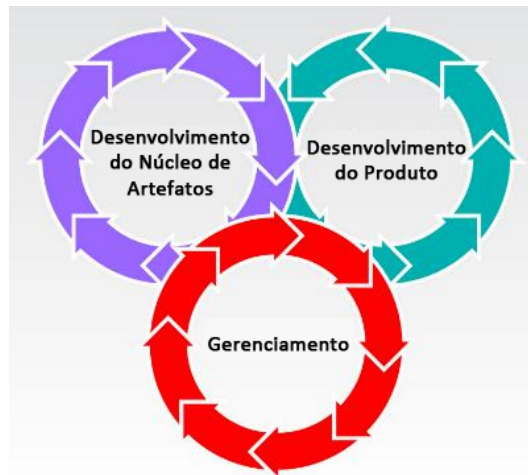 Desenvolvimento
do Núcleo de
Artefatos
Desenvolvimento
do Produto
Gerenciamento